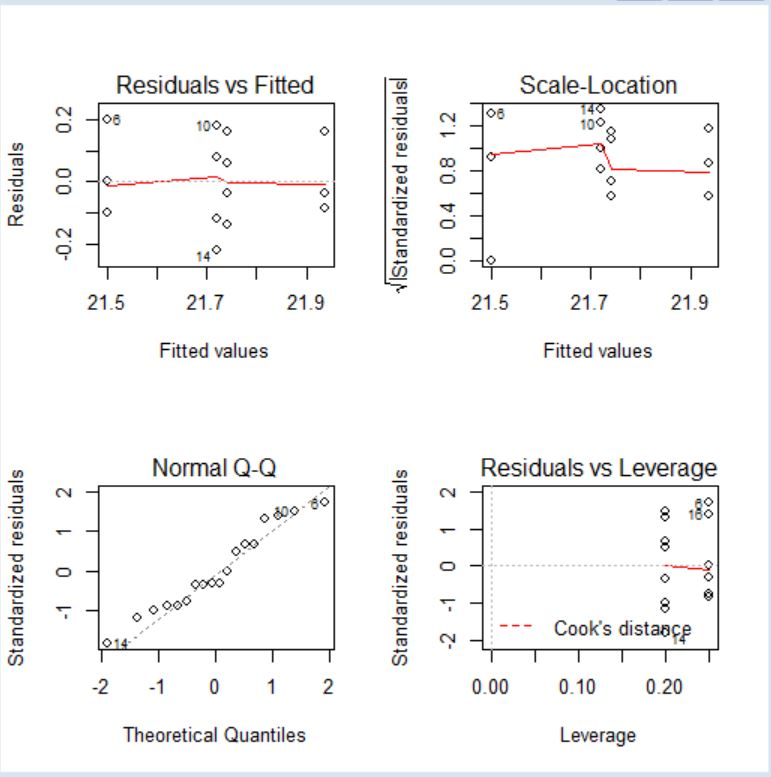 Residuals vs Fitted
Residuals
0.2
0.0
-0.2
6
10
14
21.5 21.7 21.9
Fitted values
Scale-Location
√|Standardized residuals|
1.2
0.8
0.4
0.0
6
14
10
21.5 21.7 21.9
Fitted values
Normal Q-Q
Standardized residuals
2
1
0
-1
10
6
14
-2 -1 0 1 2
Theoretical Quantiles
Residuals vs Leverage
Standardized residuals
2
1
0
-1
-2
6
Cook's distance
14
0.00 0.10 0.20
Leverage